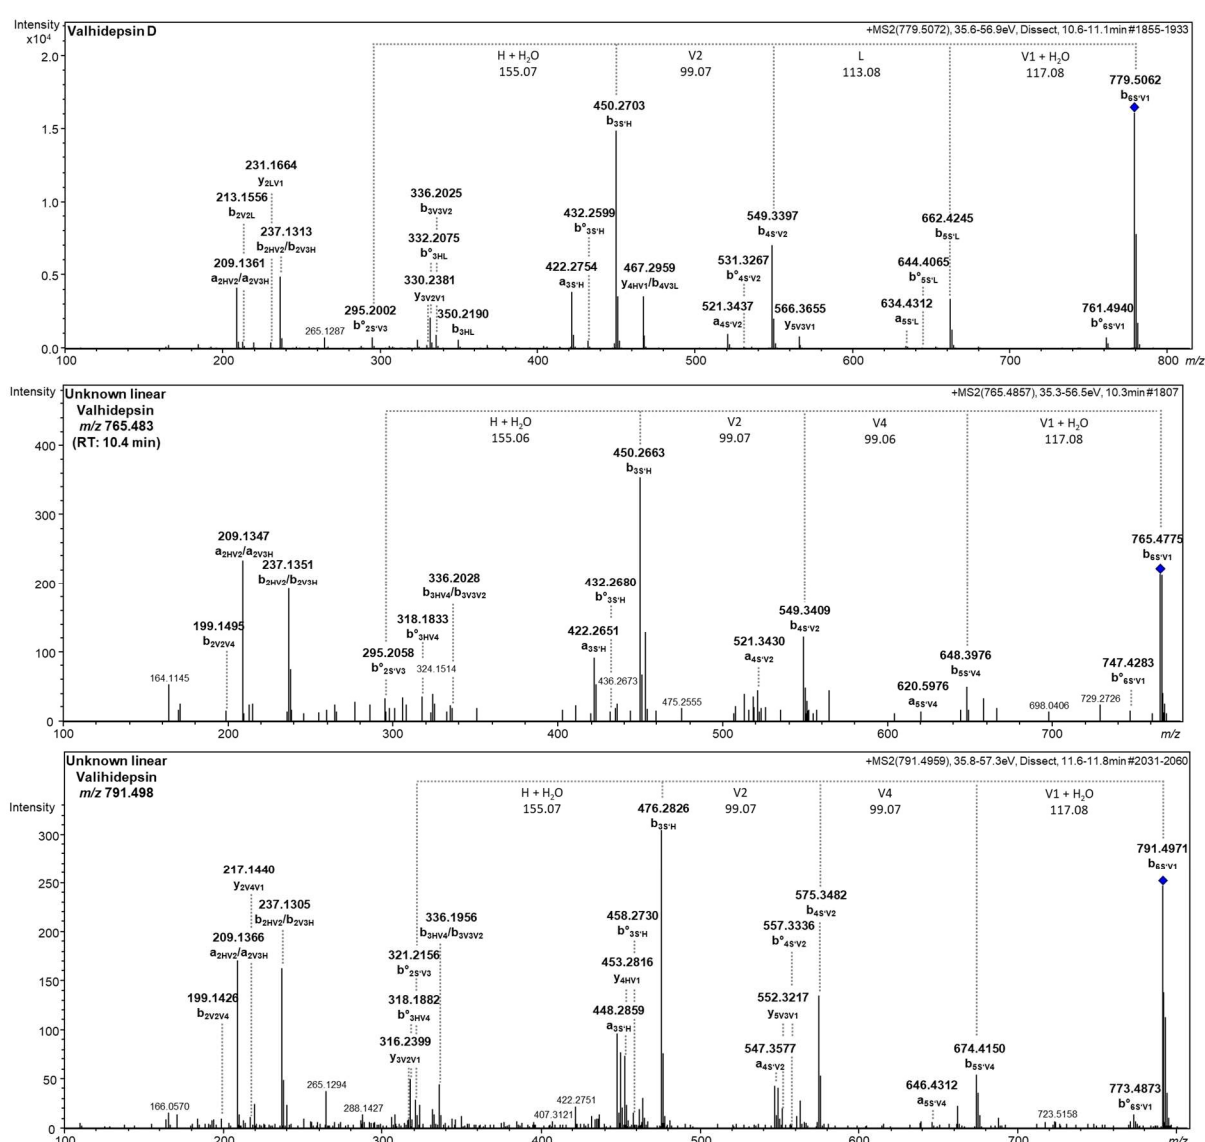 Intensity
x10⁴
Valhidepsin D
+MS2(779.5072), 35.6-56.9eV, Dissect, 10.6-11.1min #1855-1933
H + H₂O
155.07
V2
99.07
L
113.08
V1 + H₂O
117.08
2.0
1.5
1.0
0.5
0.0
779.5062
b6S'V1
450.2703
b3S'H
231.1664
y2LV1
213.1556
b2V2L
237.1313
b2HV2/b2V3H
209.1361
a2HV2/a2V3H
336.2025
b3V3V2
332.2075
b°3HL
330.2381
y3V2V1
295.2002
b°2S'V3
265.1287
350.2190
b3HL
432.2599
b°3S'H
422.2754
a3S'H
467.2959
y4HV1/b4V3L
549.3397
b4S'V2
531.3267
b°4S'V2
521.3437
a4S'V2
566.3655
y5V3V1
662.4245
b5S'L
644.4065
b°5S'L
634.4312
a5S'L
761.4940
b°6S'V1
100 200 300 400 500 600 700 800 m/z
Intensity
Unknown linear
Valhidepsin
m/z 765.483
(RT: 10.4 min)
+MS2(765.4857), 35.3-56.5eV, 10.3min #1807
H + H₂O
155.06
V2
99.07
V4
99.06
V1 + H₂O
117.08
400
300
200
100
0
450.2663
b3S'H
765.4775
b6S'V1
209.1347
a2HV2/a2V3H
237.1351
b2HV2/b2V3H
199.1495
b2V2V4
164.1145
336.2028
b3HV4/b3V3V2
318.1833
b°3HV4
295.2058
b°2S'V3
324.1514
432.2680
b°3S'H
422.2651
a3S'H
436.2673
475.2555
549.3409
b4S'V2
521.3430
a4S'V2
648.3976
b5S'V4
620.5976
a5S'V4
698.0406
729.2726
747.4283
b°6S'V1
100 200 300 400 500 600 700 m/z
Unknown linear
Valihidepsin
m/z 791.498
+MS2(791.4959), 35.8-57.3eV, Dissect, 11.6-11.8min #2031-2060
Intensity
H + H₂O
155.07
V2
99.07
V4
99.07
V1 + H₂O
117.08
300
250
200
150
100
50
0
476.2826
b3S'H
791.4971
b6S'V1
217.1440
y2V4V1
237.1305
b2HV2/b2V3H
209.1366
a2HV2/a2V3H
199.1426
b2V2V4
166.0570
265.1294
288.1427
336.1956
b3HV4/b3V3V2
321.2156
b°2S'V3
318.1882
b°3HV4
316.2399
y3V2V1
458.2730
b°3S'H
453.2816
y4HV1
448.2859
a3S'H
422.2751
407.3121
575.3482
b4S'V2
557.3336
b°4S'V2
552.3217
y5V3V1
547.3577
a4S'V2
674.4150
b5S'V4
646.4312
a5S'V4
723.5158
773.4873
b°6S'V1
100 200 300 400 500 600 700 m/z